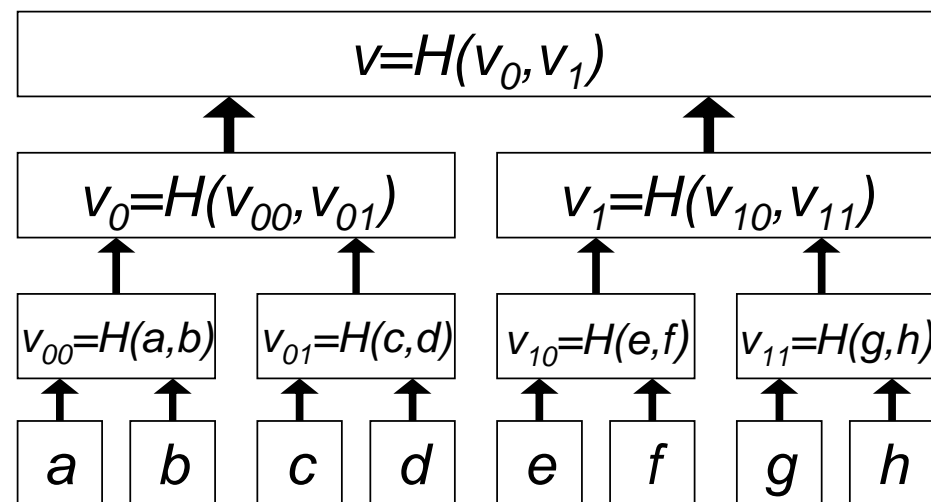 v=H(v₀,v₁)
v₀=H(v₀₀,v₀₁) v₁=H(v₁₀,v₁₁)
v₀₀=H(a,b) v₀₁=H(c,d) v₁₀=H(e,f) v₁₁=H(g,h)
a b c d e f g h